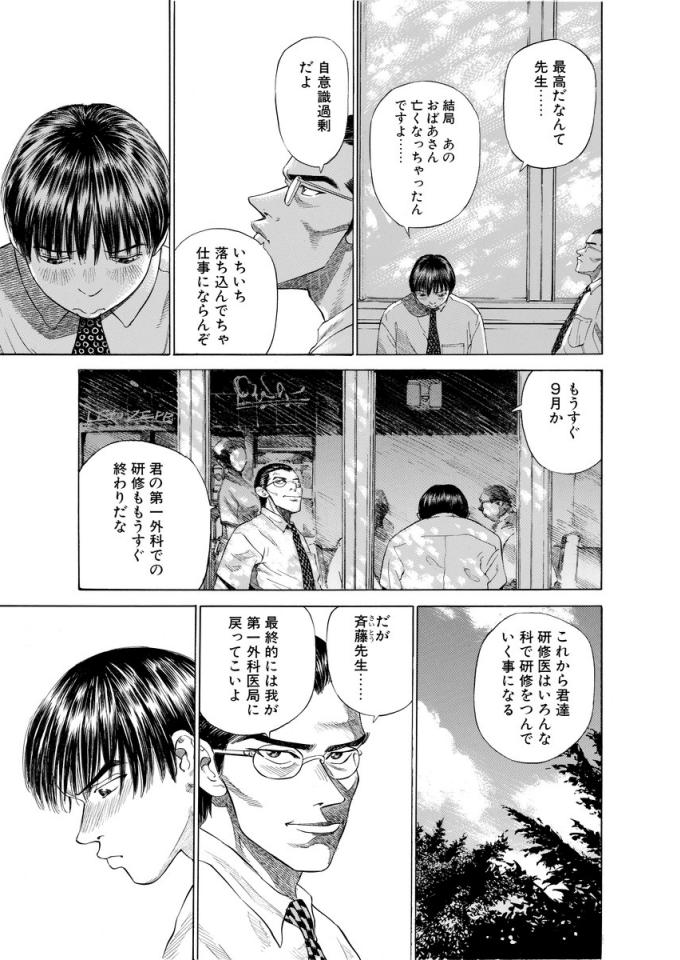 最高だなんて
先生……
結局 あの
おばあさん
亡くなっちゃったん
ですよ……
自意識過剰
だよ
いちいち
落ち込んでちゃ
仕事にならんぞ
もうすぐ
9月か
君の第一外科での
研修ももうすぐ
終わりだな
これから君達
研修医はいろんな
科で研修をつんで
いく事になる
だが
斉藤先生……
さいとう
最終的には我が
第一外科医局に
戻ってこいよ